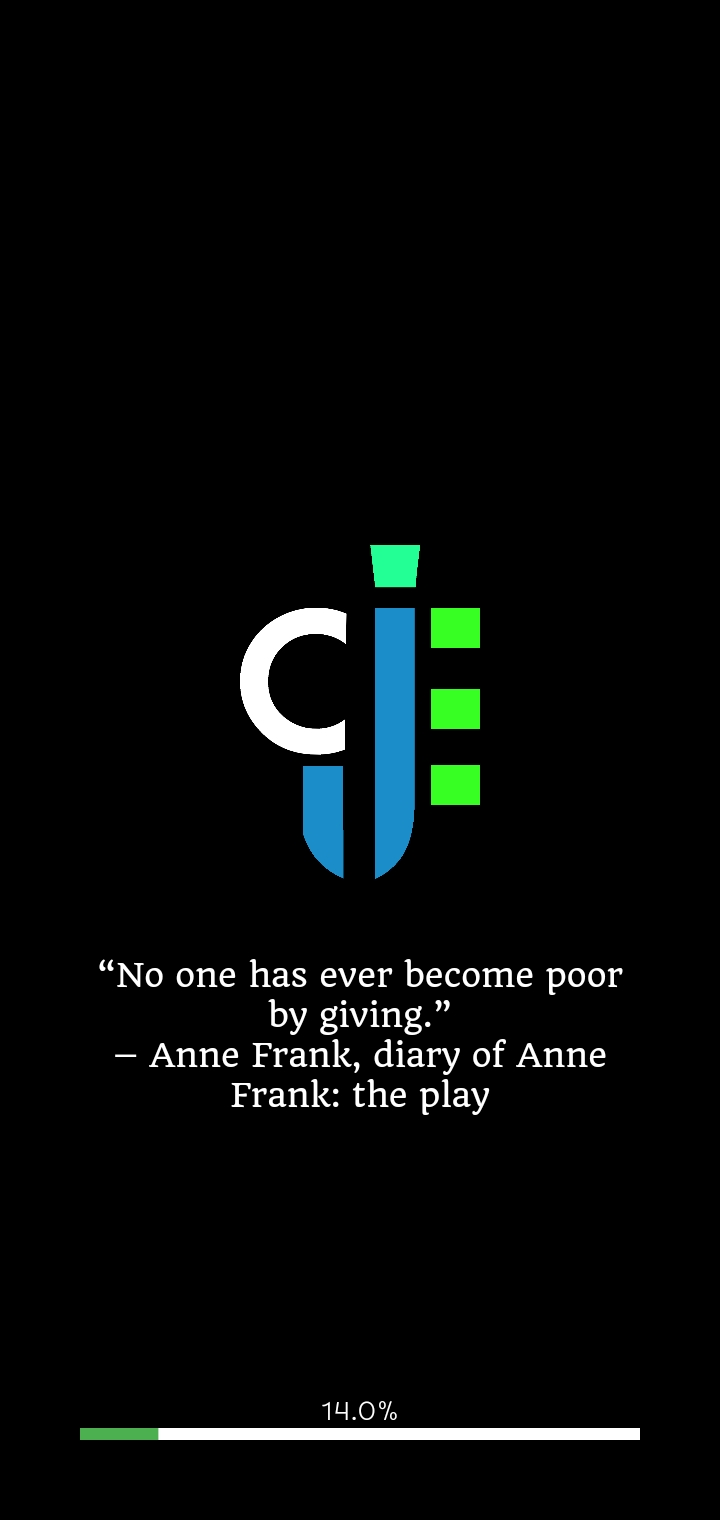 “No one has ever become poor
by giving.”
– Anne Frank, diary of Anne
Frank: the play
14.0%